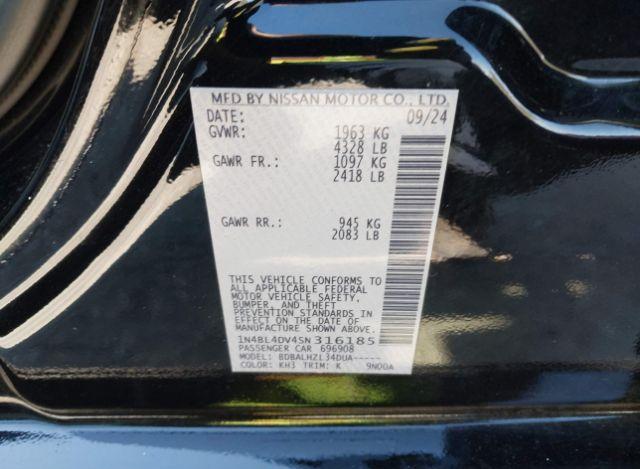 MFD BY NISSAN MOTOR CO., LTD.
DATE: 09/24
GVWR: 1963 KG
4328 LB
GAWR FR.: 1097 KG
2418 LB
GAWR RR.: 945 KG
2083 LB
THIS VEHICLE CONFORMS TO
ALL APPLICABLE FEDERAL
MOTOR VEHICLE SAFETY,
BUMPER, AND THEFT
PREVENTION STANDARDS IN
EFFECT ON THE DATE OF
MANUFACTURE SHOWN ABOVE.
1N4BL4DV4SN316185
PASSENGER CAR 696908
MODEL: BDBALHZL34DUA-----
COLOR: KH3 TRIM: K 9N00A